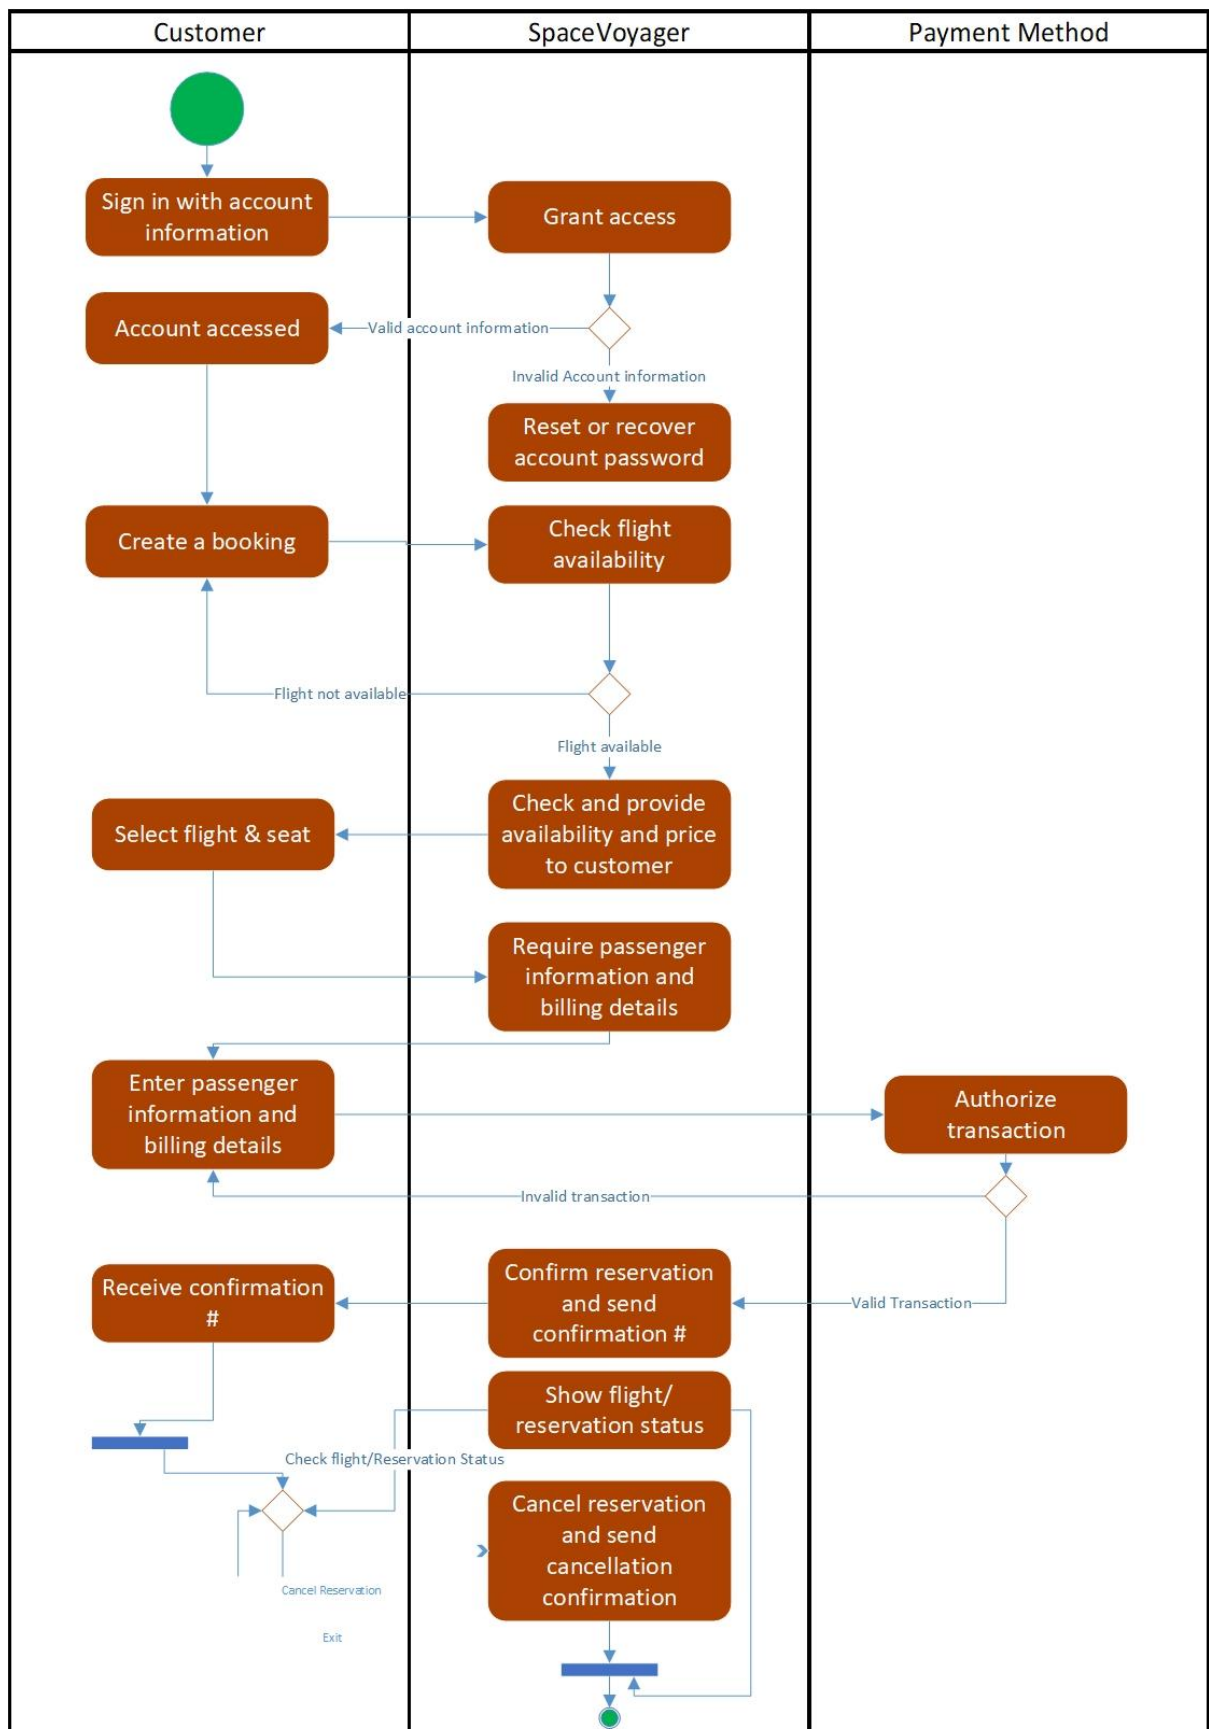 Customer
SpaceVoyager
Payment Method
Sign in with account
information
Grant access
Account accessed
Valid account information
Invalid Account information
Reset or recover
account password
Create a booking
Check flight
availability
Flight not available
Flight available
Select flight & seat
Check and provide
availability and price
to customer
Require passenger
information and
billing details
Enter passenger
information and
billing details
Authorize
transaction
Invalid transaction
Receive confirmation
#
Confirm reservation
and send
confirmation #
Valid Transaction
Show flight/
reservation status
Check flight/Reservation Status
Cancel reservation
and send
cancellation
confirmation
Cancel Reservation
Exit